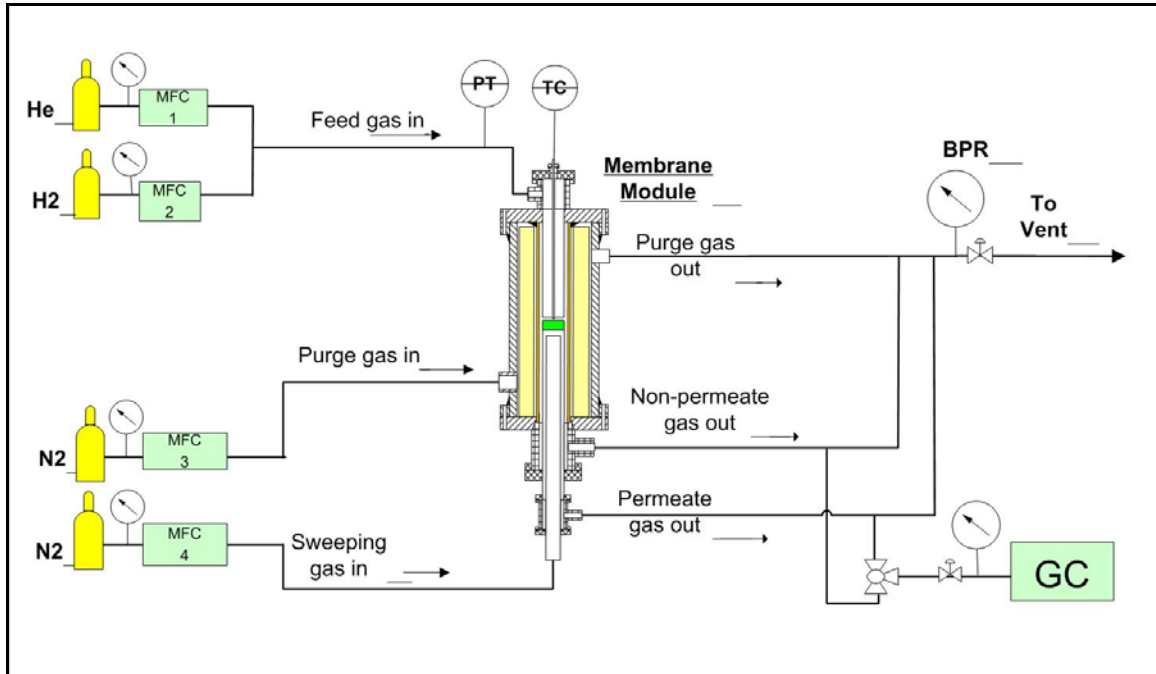 He
MFC
1
Feed gas in
PT
TC
H2
MFC
2
Membrane
Module
BPR
To
Vent
Purge gas
out
Purge gas in
Non-permeate
gas out
N2
MFC
3
Permeate
gas out
N2
MFC
4
Sweeping
gas in
GC